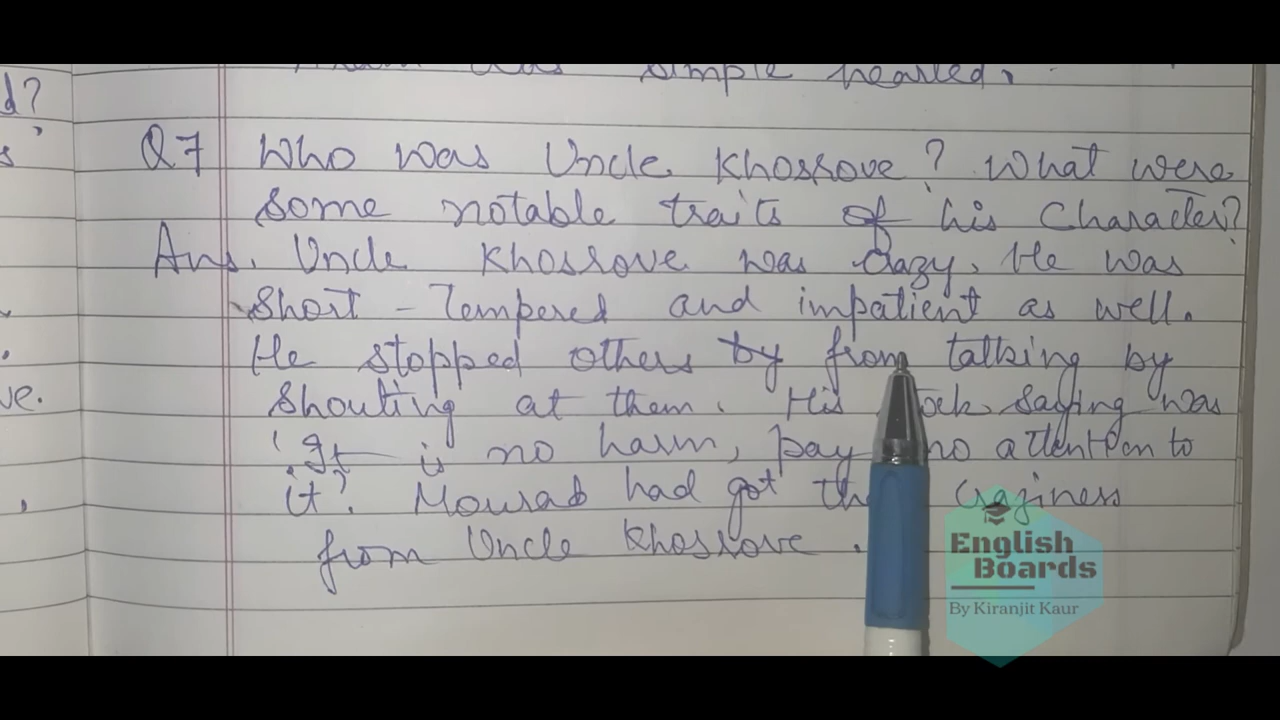 simple hearted.
d?
Q7 Who was Uncle Khosrove? What were
some notable traits of his Character?
Ans. Uncle Khosrove was Crazy. He was
Short-Tempered and impatient as well.
He stopped others by from talking by
ve.
Shouting at them. His saying was
'It is no harm, pay no attention to
it'. Mourad had got craziness
from Uncle Khosrove.
English
Boards
By Kiranjit Kaur